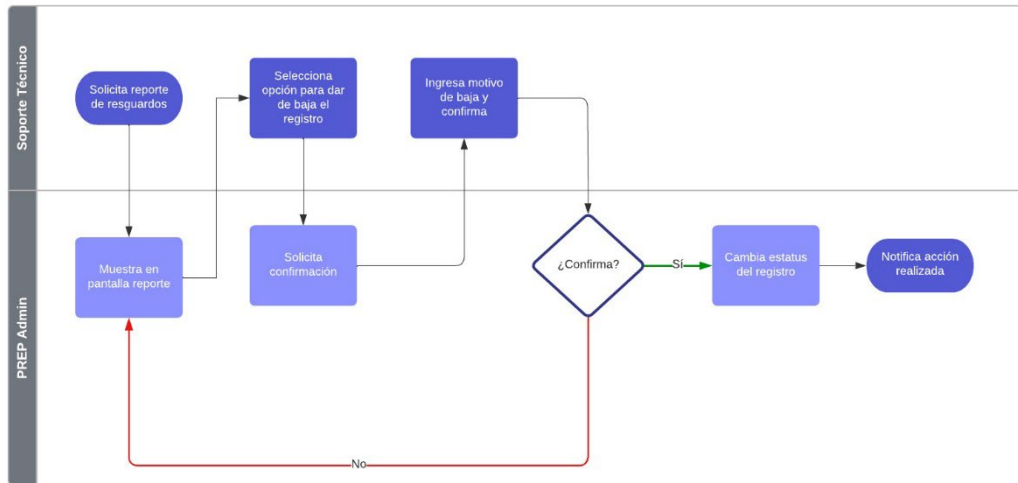 Soporte Técnico
Solicita reporte
de resguardos
Selecciona
opción para dar
de baja el
registro
Ingresa motivo
de baja y
confirma
PREP Admin
Muestra en
pantalla reporte
Solicita
confirmación
¿Confirma?
Sí
Cambia estatus
del registro
Notifica acción
realizada
No